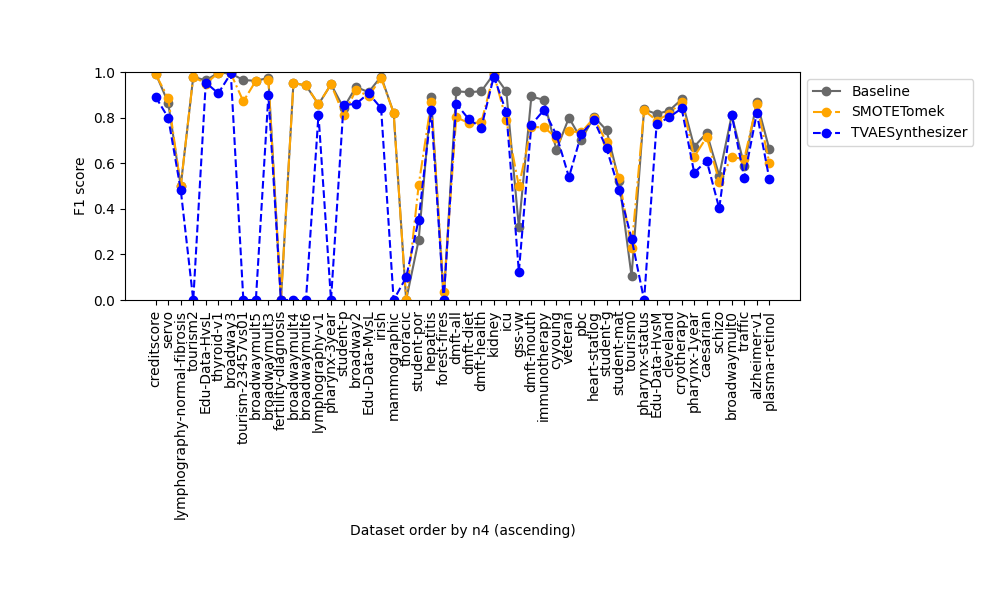 Baseline
SMOTETomek
TVAESynthesizer
F1 score
1.0
0.8
0.6
0.4
0.2
0.0
creditscore
servo
lymphography-normal-fibrosis
tourism2
Edu-Data-HvsL
thyroid-v1
broadway3
tourism-23457vs01
broadwaymult5
broadwaymult3
fertility-diagnosis
broadwaymult4
broadwaymult6
lymphography-v1
pharynx-3year
student-p
broadway2
Edu-Data-MvsL
irish
mammographic
thoracic
student-por
hepatitis
forest-fires
dmft-all
dmft-diet
dmft-health
kidney
icu
gss-vw
dmft-mouth
immunotherapy
cyyoung
veteran
pbc
heart-statlog
student-g
student-mat
tourism0
pharynx-status
Edu-Data-HvsM
cleveland
cryotherapy
pharynx-1year
caesarian
schizo
broadwaymult0
traffic
alzheimer-v1
plasma-retinol
Dataset order by n4 (ascending)